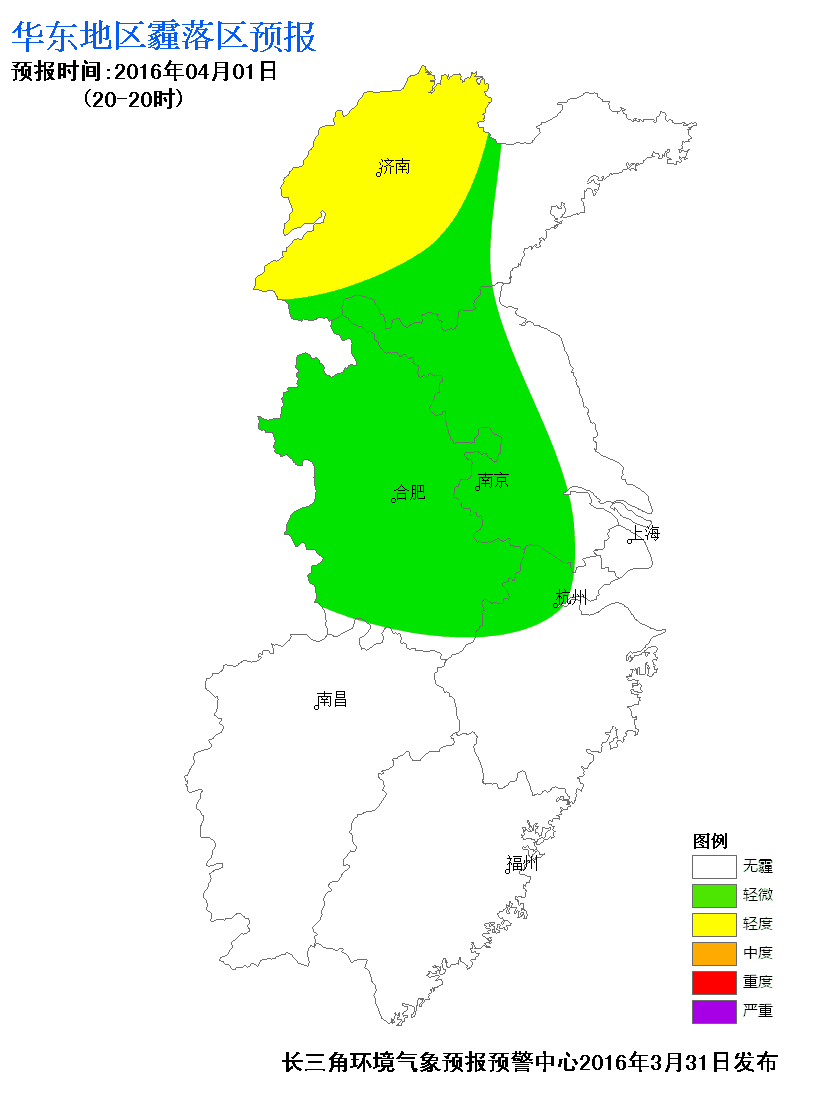 华东地区霾落区预报
预报时间:2016年04月01日
(20-20时)
济南
南京
合肥
上海
杭州
南昌
福州
图例
无霾
轻微
轻度
中度
重度
严重
长三角环境气象预报预警中心2016年3月31日发布